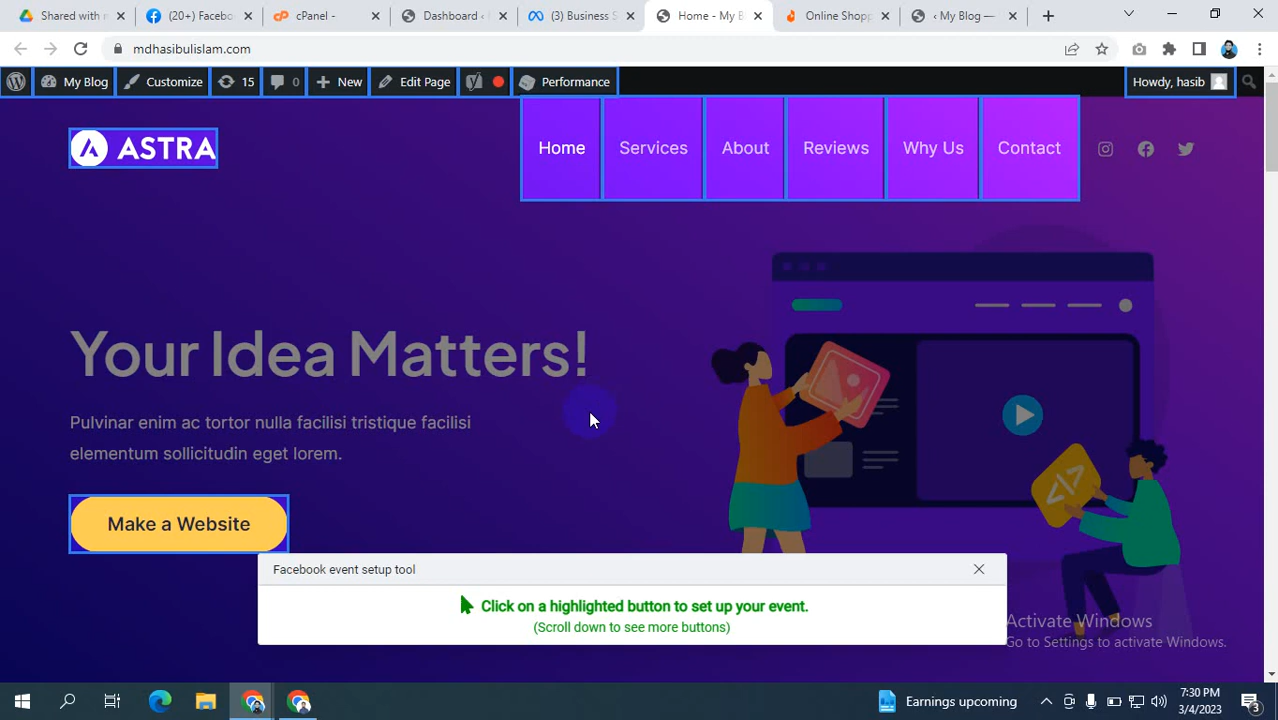 Shared with m
(20+) Facebo
cPanel -
Dashboard ‹
(3) Business S
Home - My B
Online Shopp
‹ My Blog —
mdhasibulislam.com
My Blog
Customize
15
0
New
Edit Page
Performance
Howdy, hasib
ASTRA
Home
Services
About
Reviews
Why Us
Contact
Your Idea Matters!
Pulvinar enim ac tortor nulla facilisi tristique facilisi
elementum sollicitudin eget lorem.
Make a Website
Facebook event setup tool
Click on a highlighted button to set up your event.
(Scroll down to see more buttons)
Activate Windows
Go to Settings to activate Windows.
Earnings upcoming
7:30 PM
3/4/2023
3